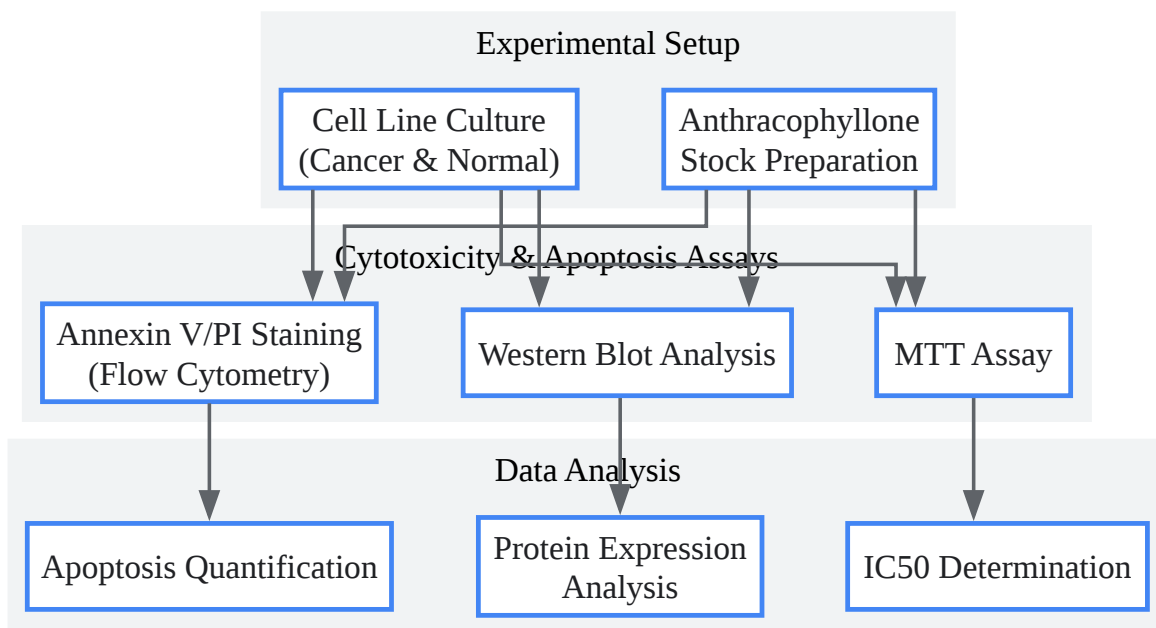 Experimental Setup
Cell Line Culture
(Cancer & Normal)
Anthracophyllone
Stock Preparation
Cytotoxicity & Apoptosis Assays
Annexin V/PI Staining
(Flow Cytometry)
Western Blot Analysis
MTT Assay
Data Analysis
Apoptosis Quantification
Protein Expression
Analysis
IC50 Determination